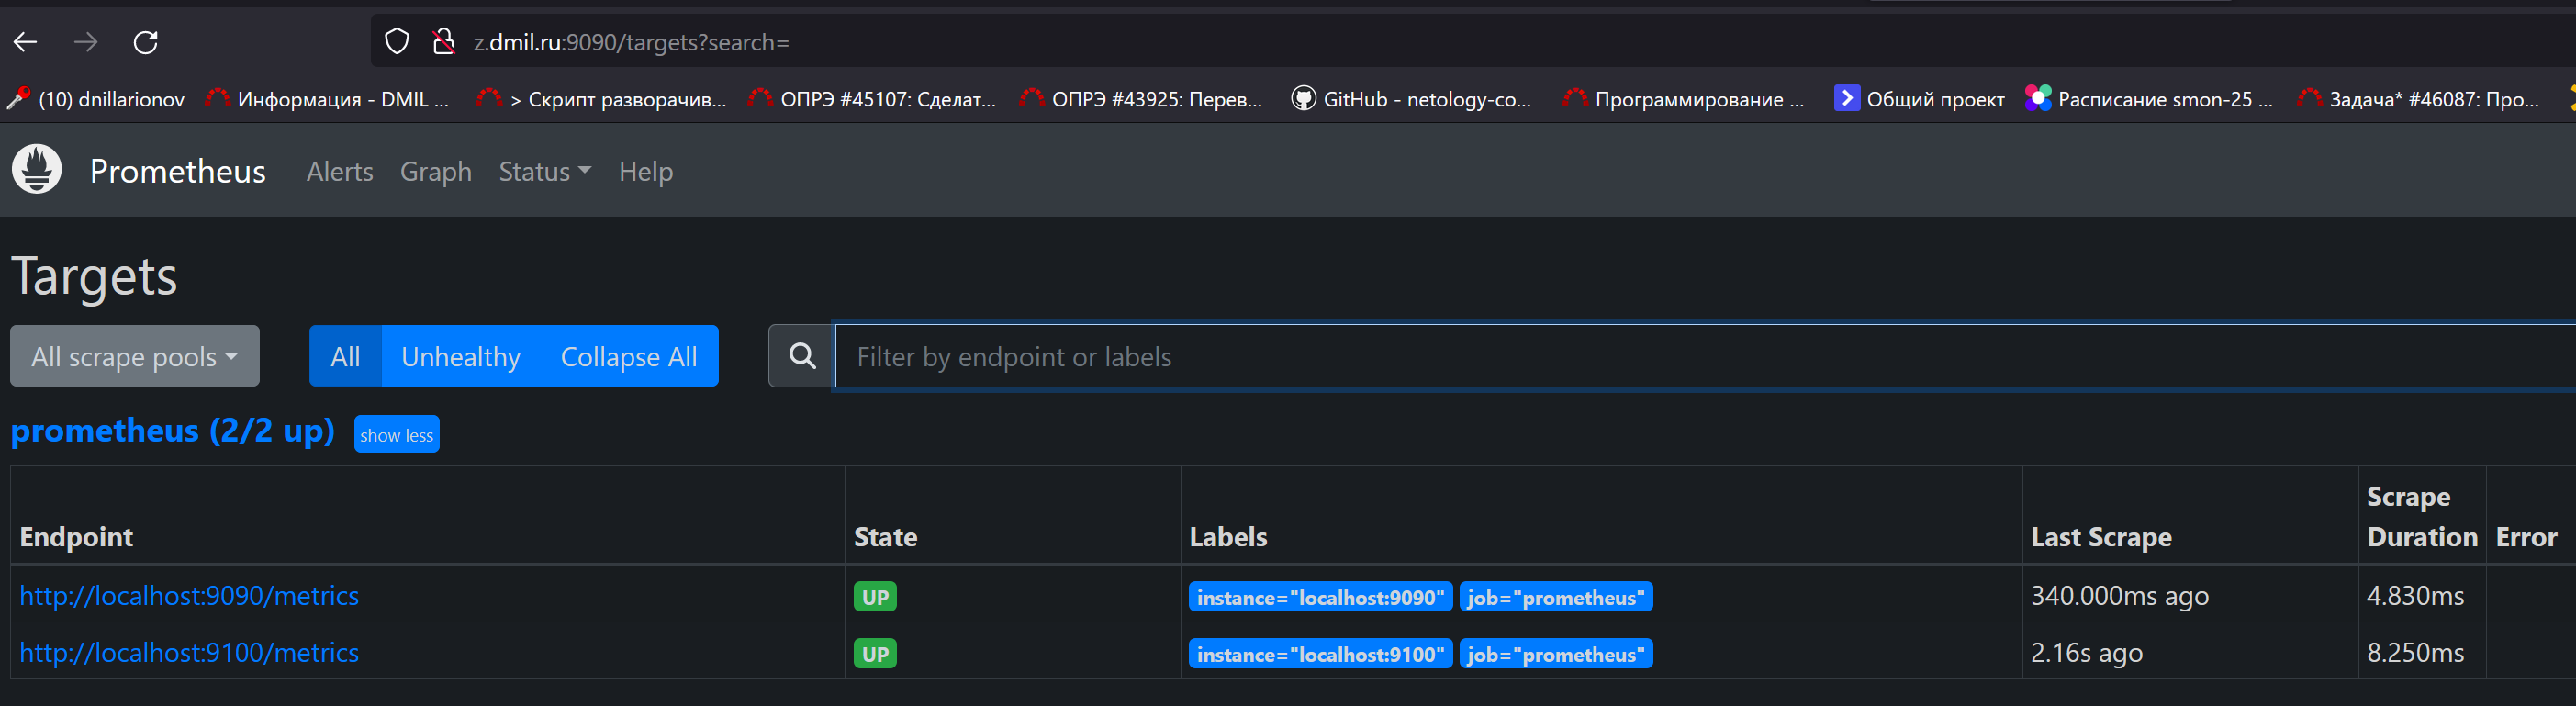 z.dmil.ru:9090/targets?search=
(10) dnillarionov Информация - DMIL ... > Скрипт разворачив... ОПРЭ #45107: Сделат... ОПРЭ #43925: Перев... GitHub - netology-co... Программирование ... Общий проект Расписание smon-25 ... Задача* #46087: Про...
Prometheus Alerts Graph Status Help
Targets
All scrape pools All Unhealthy Collapse All Filter by endpoint or labels
prometheus (2/2 up) show less
Endpoint State Labels Last Scrape Scrape Duration Error
http://localhost:9090/metrics UP instance="localhost:9090" job="prometheus" 340.000ms ago 4.830ms
http://localhost:9100/metrics UP instance="localhost:9100" job="prometheus" 2.16s ago 8.250ms